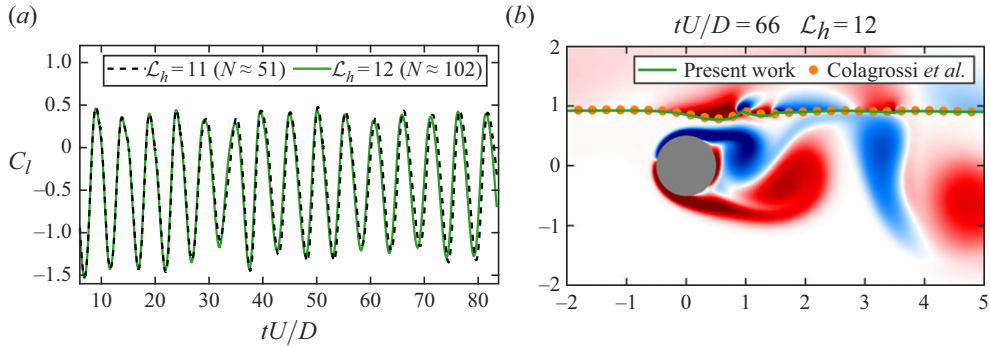 (a)
ℒh = 11 (N ≈ 51) ℒh = 12 (N ≈ 102)
1.0
0.5
0
−0.5
−1.0
−1.5
Cl
10 20 30 40 50 60 70 80
tU/D
(b)
tU/D = 66 ℒh = 12
Present work Colagrossi et al.
2
1
0
−1
−2
−2 −1 0 1 2 3 4 5